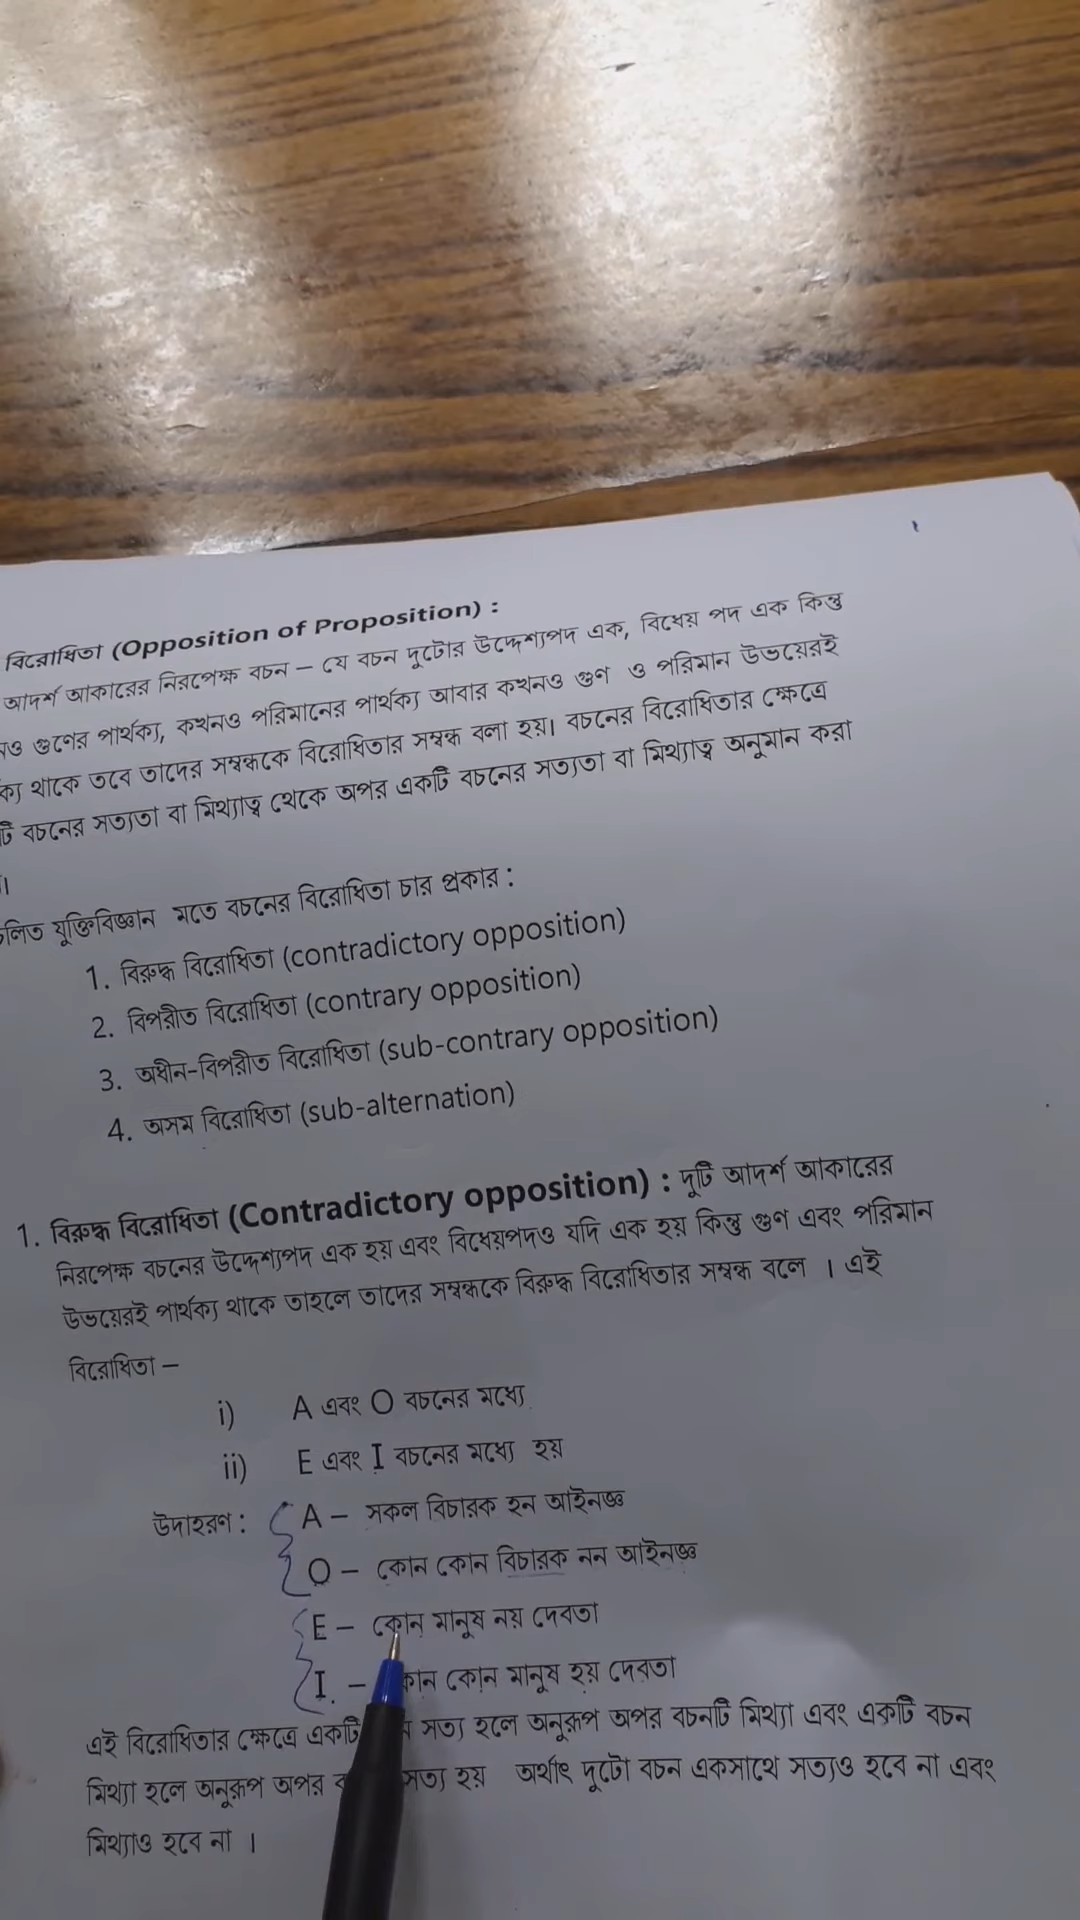 বিরোধিতা (Opposition of Proposition) :
আদর্শ আকারের নিরপেক্ষ বচন – যে বচন দুটোর উদ্দেশ্যপদ এক, বিধেয় পদ এক কিন্তু
গুণের পার্থক্য, কখনও পরিমানের পার্থক্য আবার কখনও গুণ ও পরিমান উভয়েরই
থাকে তবে তাদের সম্বন্ধকে বিরোধিতার সম্বন্ধ বলা হয়। বচনের বিরোধিতার ক্ষেত্রে
টি বচনের সত্যতা বা মিথ্যাত্ব থেকে অপর একটি বচনের সত্যতা বা মিথ্যাত্ব অনুমান করা
।
লিত যুক্তিবিজ্ঞান মতে বচনের বিরোধিতা চার প্রকার :
1. বিরুদ্ধ বিরোধিতা (contradictory opposition)
2. বিপরীত বিরোধিতা (contrary opposition)
3. অধীন-বিপরীত বিরোধিতা (sub-contrary opposition)
4. অসম বিরোধিতা (sub-alternation)
1. বিরুদ্ধ বিরোধিতা (Contradictory opposition) : দুটি আদর্শ আকারের
নিরপেক্ষ বচনের উদ্দেশ্যপদ এক হয় এবং বিধেয়পদও যদি এক হয় কিন্তু গুণ এবং পরিমান
উভয়েরই পার্থক্য থাকে তাহলে তাদের সম্বন্ধকে বিরুদ্ধ বিরোধিতার সম্বন্ধ বলে । এই
বিরোধিতা –
i) A এবং O বচনের মধ্যে
ii) E এবং I বচনের মধ্যে হয়
উদাহরণ : A – সকল বিচারক হন আইনজ্ঞ
O – কোন কোন বিচারক নন আইনজ্ঞ
E – কোন মানুষ নয় দেবতা
I. – কোন কোন মানুষ হয় দেবতা
এই বিরোধিতার ক্ষেত্রে একটি সত্য হলে অনুরূপ অপর বচনটি মিথ্যা এবং একটি বচন
মিথ্যা হলে অনুরূপ অপর সত্য হয় অর্থাৎ দুটো বচন একসাথে সত্যও হবে না এবং
মিথ্যাও হবে না ।